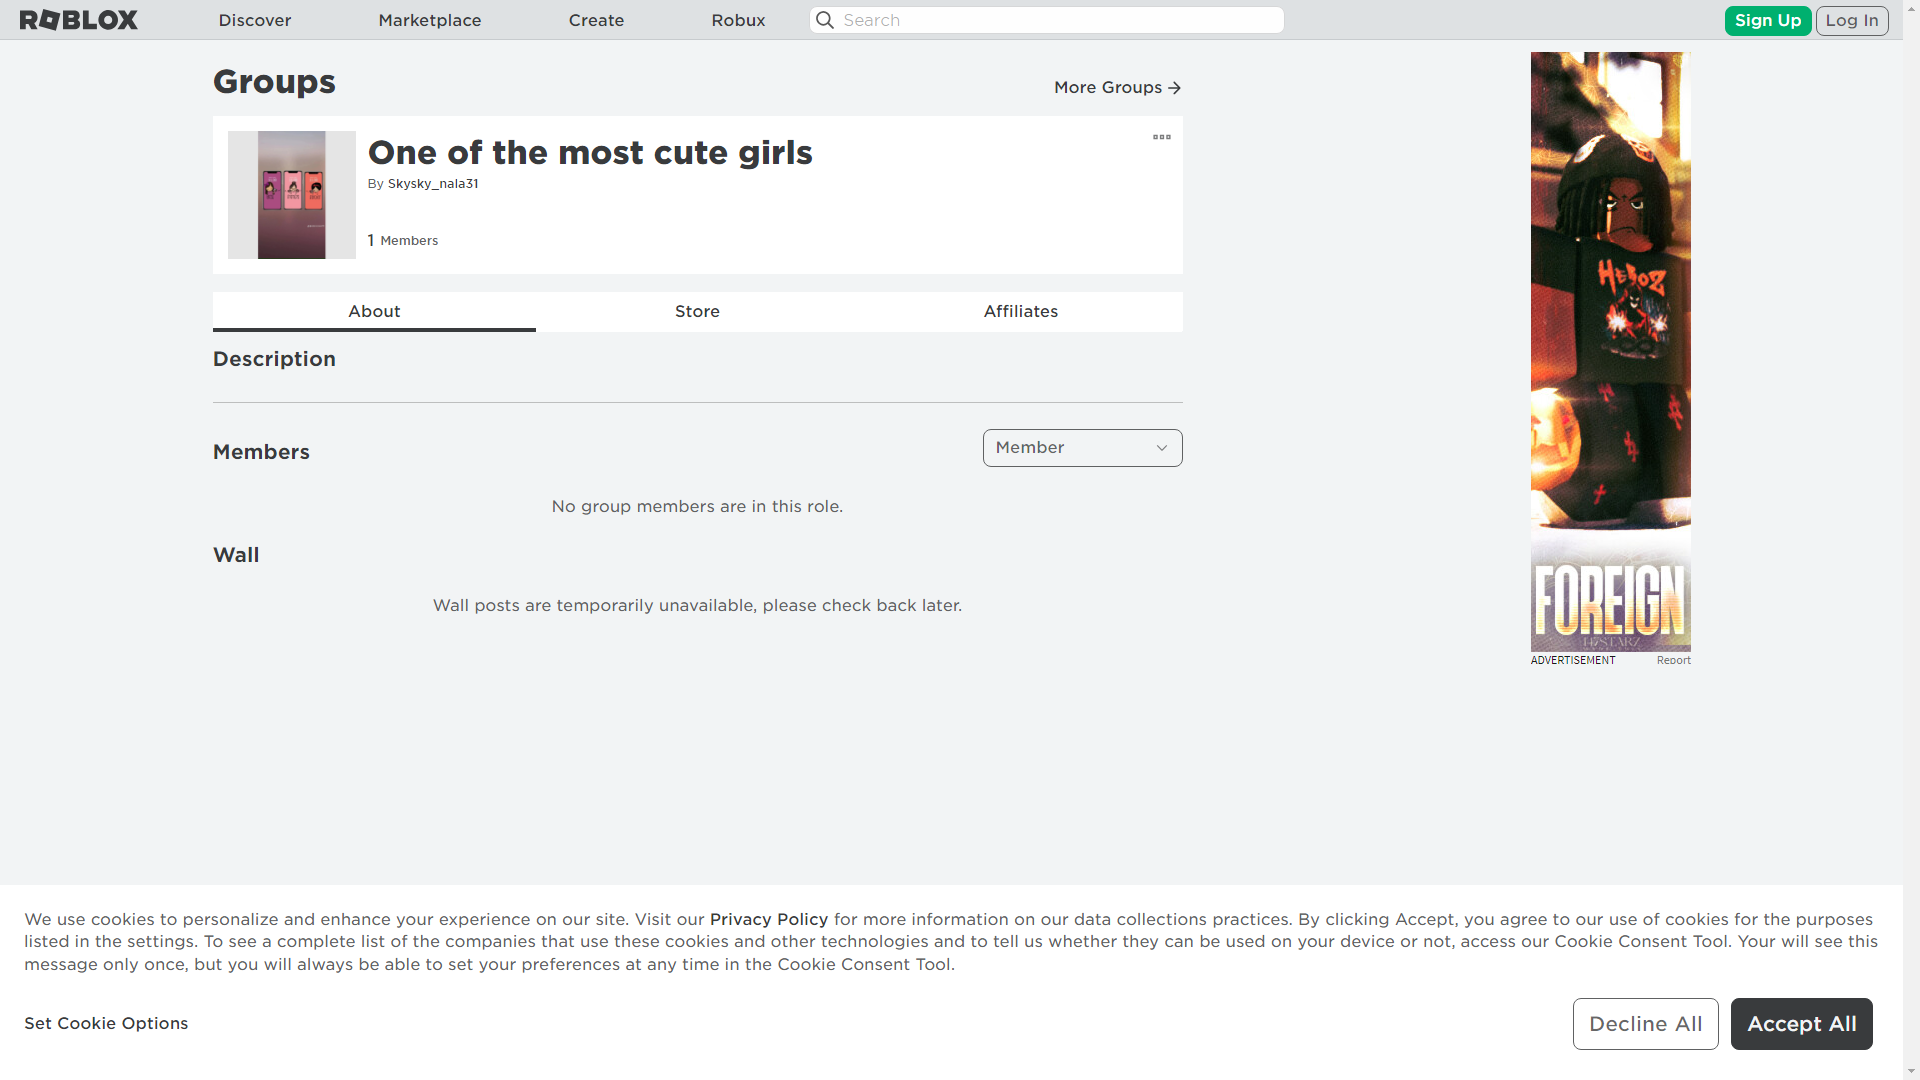 ROBLOX
Discover
Marketplace
Create
Robux
Search
Sign Up
Log In
Groups
More Groups
One of the most cute girls
By Skysky_nala31
1 Members
About
Store
Affiliates
Description
Members
Member
No group members are in this role.
Wall
Wall posts are temporarily unavailable, please check back later.
HEROZ
FOREIGN
ADVERTISEMENT
Report
We use cookies to personalize and enhance your experience on our site. Visit our Privacy Policy for more information on our data collections practices. By clicking Accept, you agree to our use of cookies for the purposes
listed in the settings. To see a complete list of the companies that use these cookies and other technologies and to tell us whether they can be used on your device or not, access our Cookie Consent Tool. Your will see this
message only once, but you will always be able to set your preferences at any time in the Cookie Consent Tool.
Set Cookie Options
Decline All
Accept All